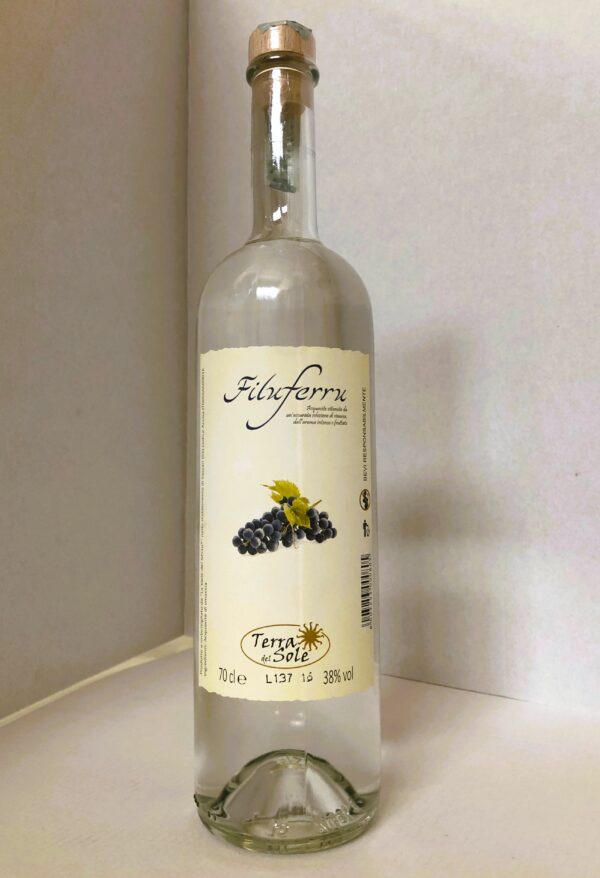 Filuferru
Acquavite ottenuta da
un'accurata selezione di vinacce,
dall'aroma intenso e fruttato
BEVI RESPONSABILMENTE
Terra
del Sole
70 cl e
L137 16
38% vol